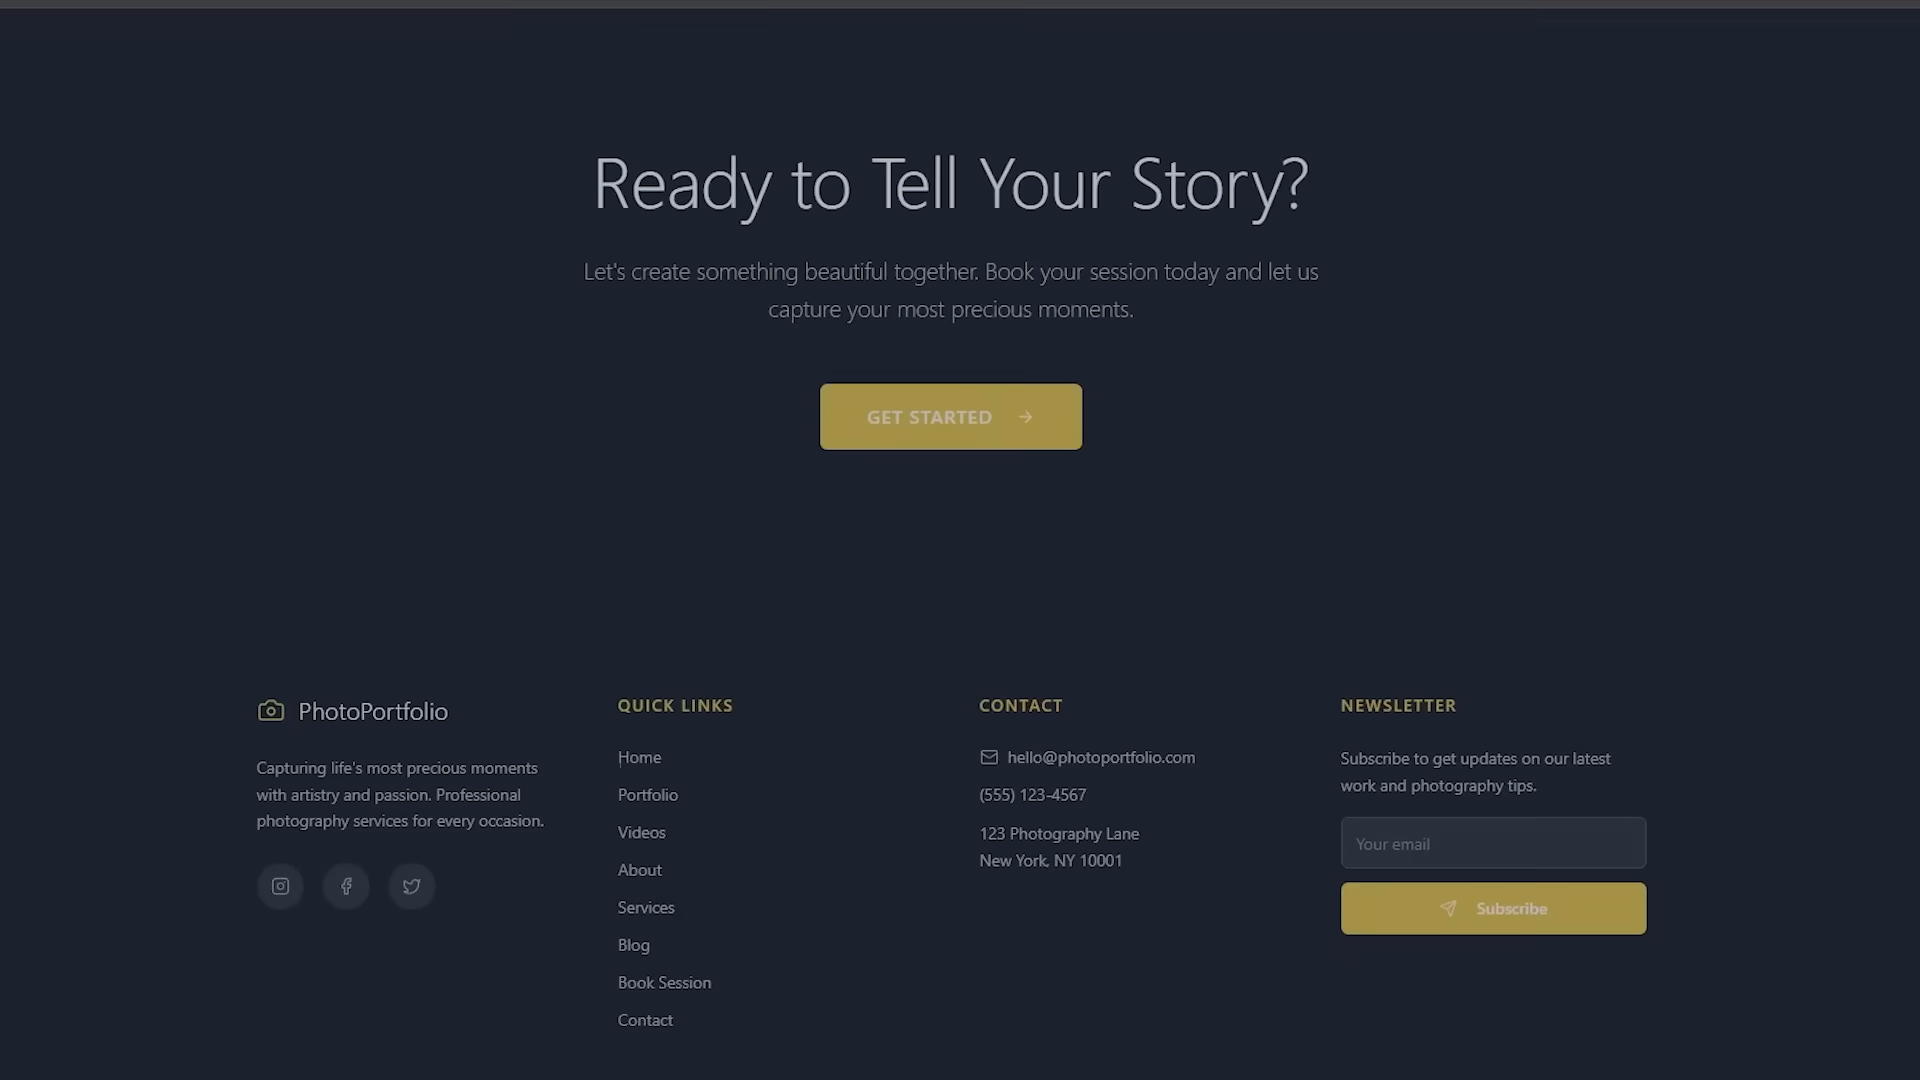 Ready to Tell Your Story?
Let's create something beautiful together. Book your session today and let us
capture your most precious moments.
GET STARTED
PhotoPortfolio
Capturing life's most precious moments
with artistry and passion. Professional
photography services for every occasion.
QUICK LINKS
Home
Portfolio
Videos
About
Services
Blog
Book Session
Contact
CONTACT
hello@photoportfolio.com
(555) 123-4567
123 Photography Lane
New York, NY 10001
NEWSLETTER
Subscribe to get updates on our latest
work and photography tips.
Your email
Subscribe